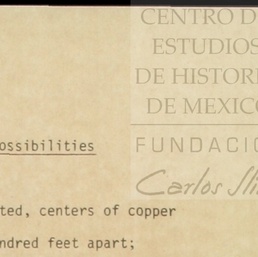 CENTRO D
ESTUDIOS
DE HISTORI
DE MEXICO
FUNDACIO
Carlos Sli
ossibilities
ted, centers of copper
ndred feet apart;